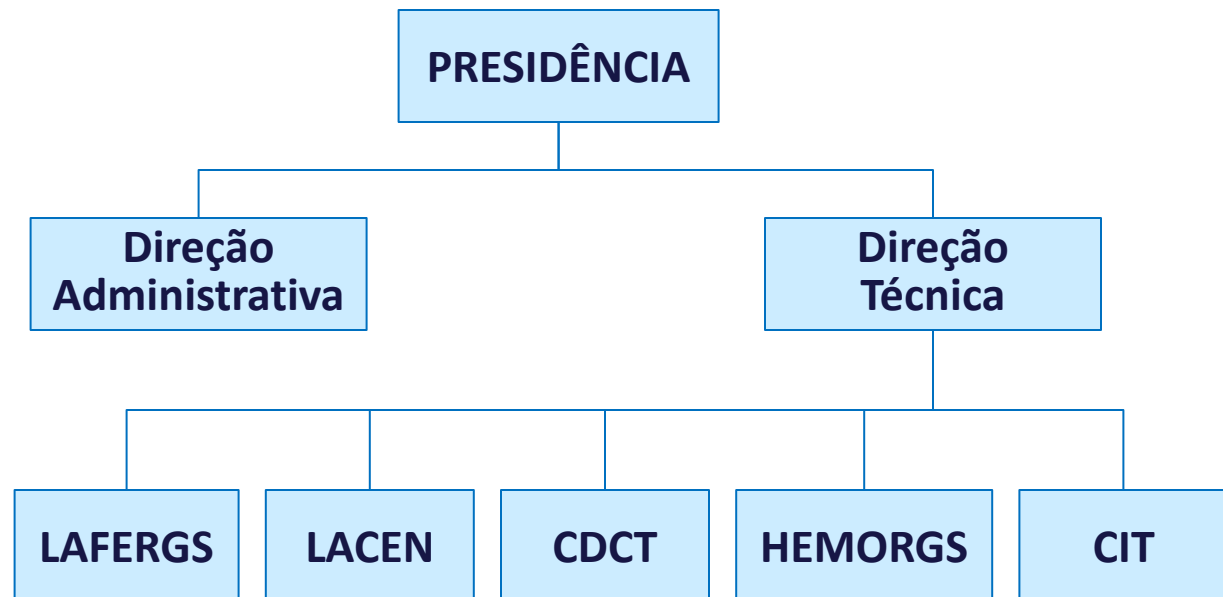 PRESIDÊNCIA
Direção
Administrativa
Direção
Técnica
LAFERGS
LACEN
CDCT
HEMORGS
CIT